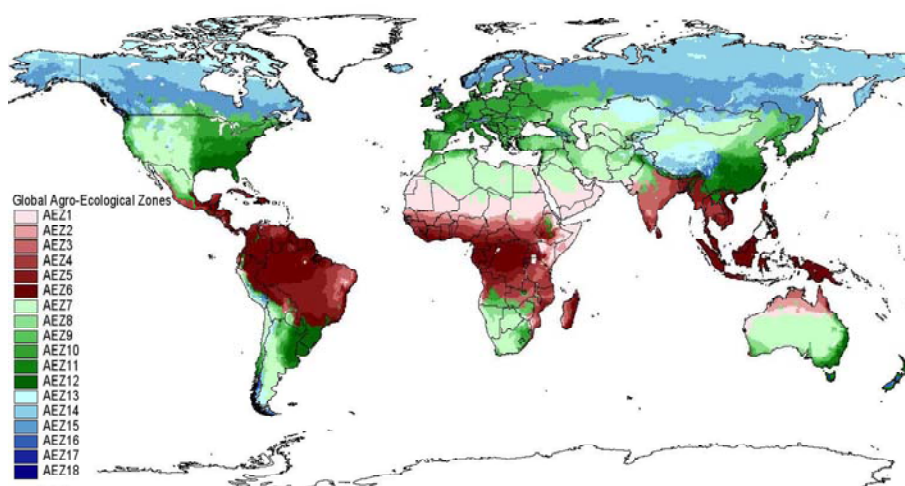 Global Agro-Ecological Zones
AEZ1
AEZ2
AEZ3
AEZ4
AEZ5
AEZ6
AEZ7
AEZ8
AEZ9
AEZ10
AEZ11
AEZ12
AEZ13
AEZ14
AEZ15
AEZ16
AEZ17
AEZ18